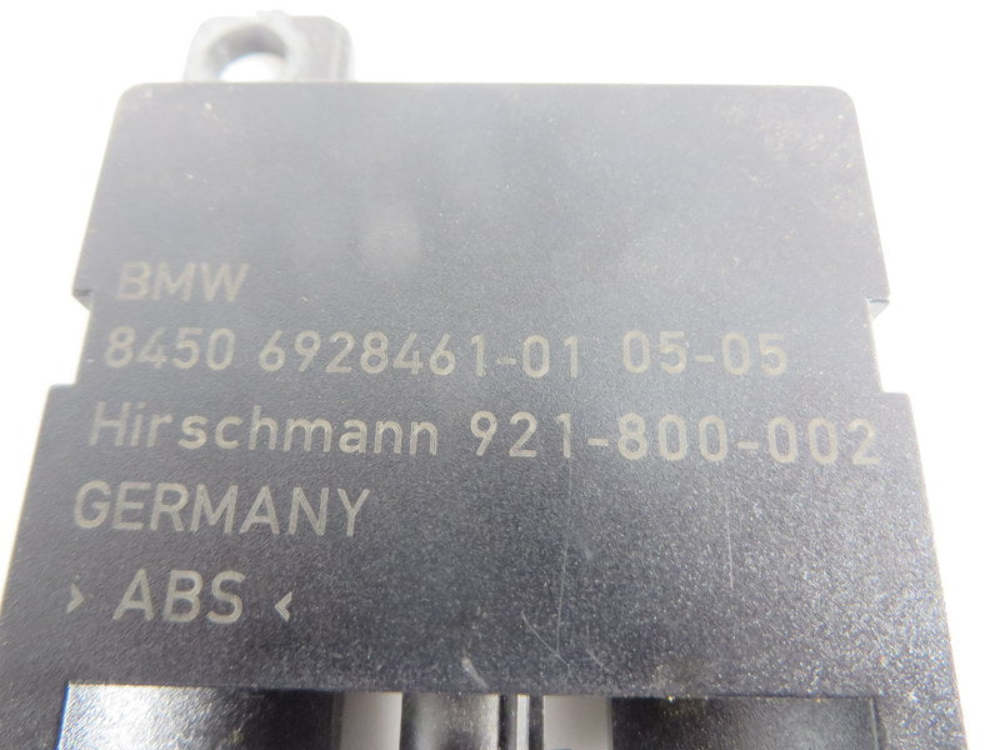 BMW
8450 6928461-01 05-05
Hirschmann 921-800-002
GERMANY
› ABS ‹